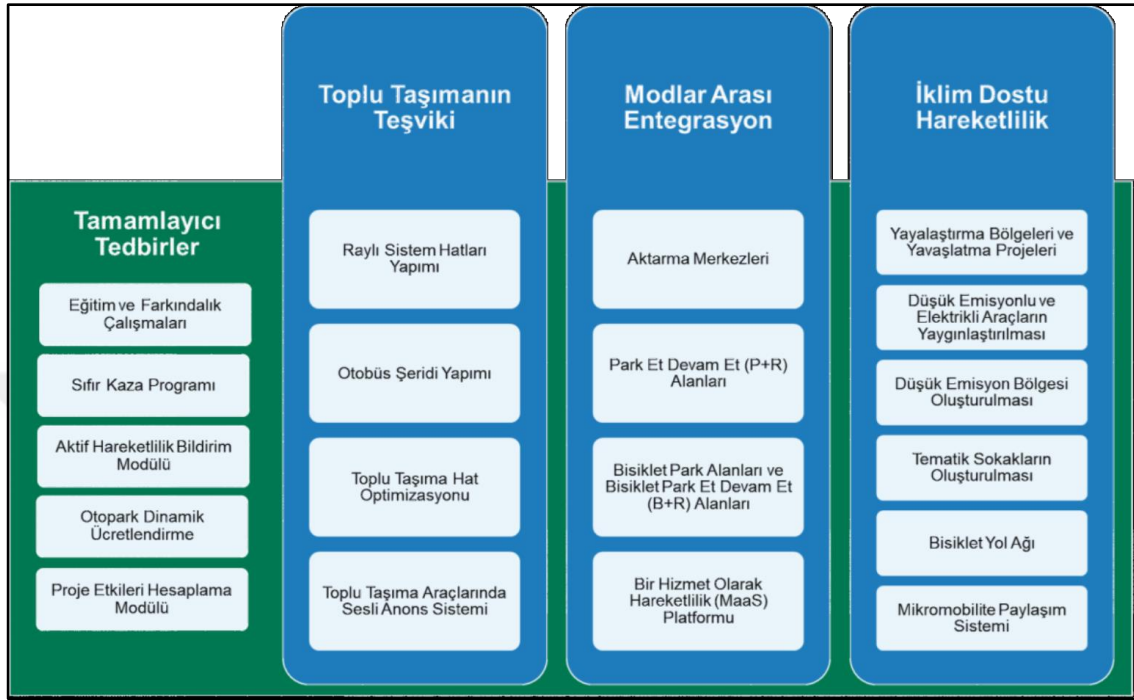 Tamamlayıcı
Tedbirler
Eğitim ve Farkındalık
Çalışmaları
Sıfır Kaza Programı
Aktif Hareketlilik Bildirim
Modülü
Otopark Dinamik
Ücretlendirme
Proje Etkileri Hesaplama
Modülü
Toplu Taşımanın
Teşviki
Raylı Sistem Hatları
Yapımı
Otobüs Şeridi Yapımı
Toplu Taşıma Hat
Optimizasyonu
Toplu Taşıma Araçlarında
Sesli Anons Sistemi
Modlar Arası
Entegrasyon
Aktarma Merkezleri
Park Et Devam Et (P+R)
Alanları
Bisiklet Park Alanları ve
Bisiklet Park Et Devam Et
(B+R) Alanları
Bir Hizmet Olarak
Hareketlilik (MaaS)
Platformu
İklim Dostu
Hareketlilik
Yayalaştırma Bölgeleri ve
Yavaşlatma Projeleri
Düşük Emisyonlu ve
Elektrikli Araçların
Yaygınlaştırılması
Düşük Emisyon Bölgesi
Oluşturulması
Tematik Sokakların
Oluşturulması
Bisiklet Yol Ağı
Mikromobilite Paylaşım
Sistemi